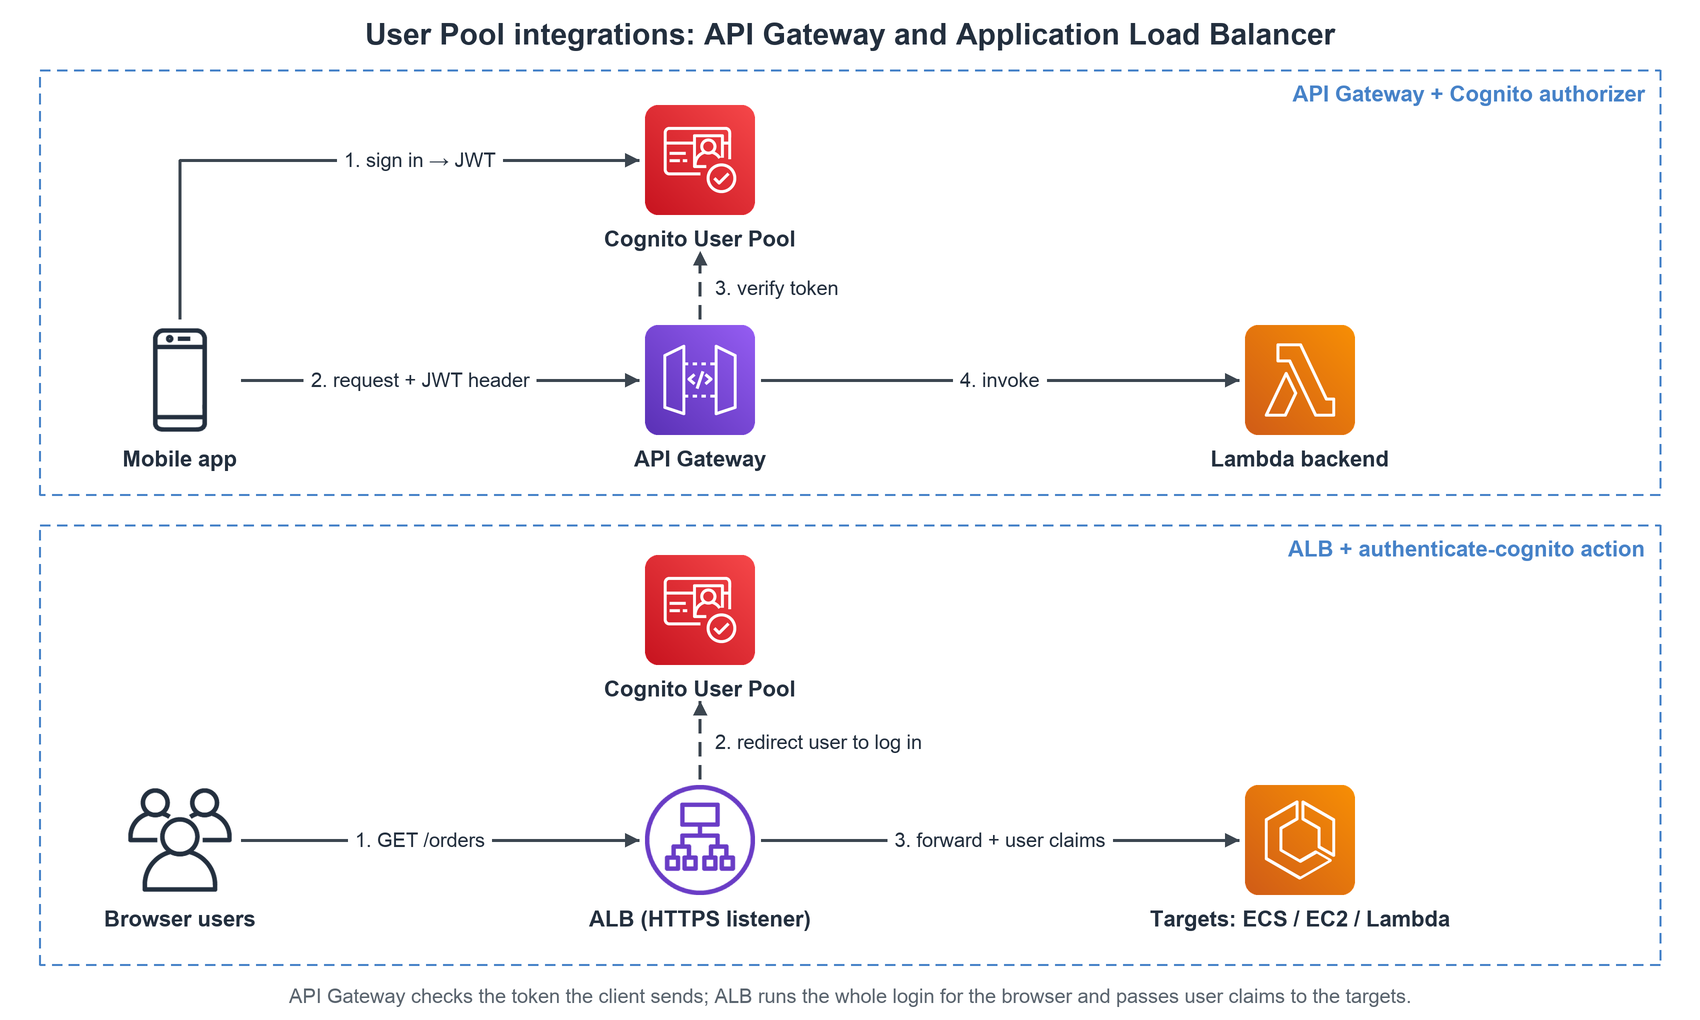 User Pool integrations: API Gateway and Application Load Balancer
API Gateway + Cognito authorizer
1. sign in → JWT
Cognito User Pool
3. verify token
2. request + JWT header
4. invoke
Mobile app
API Gateway
Lambda backend
ALB + authenticate-cognito action
Cognito User Pool
2. redirect user to log in
1. GET /orders
3. forward + user claims
Browser users
ALB (HTTPS listener)
Targets: ECS / EC2 / Lambda
API Gateway checks the token the client sends; ALB runs the whole login for the browser and passes user claims to the targets.